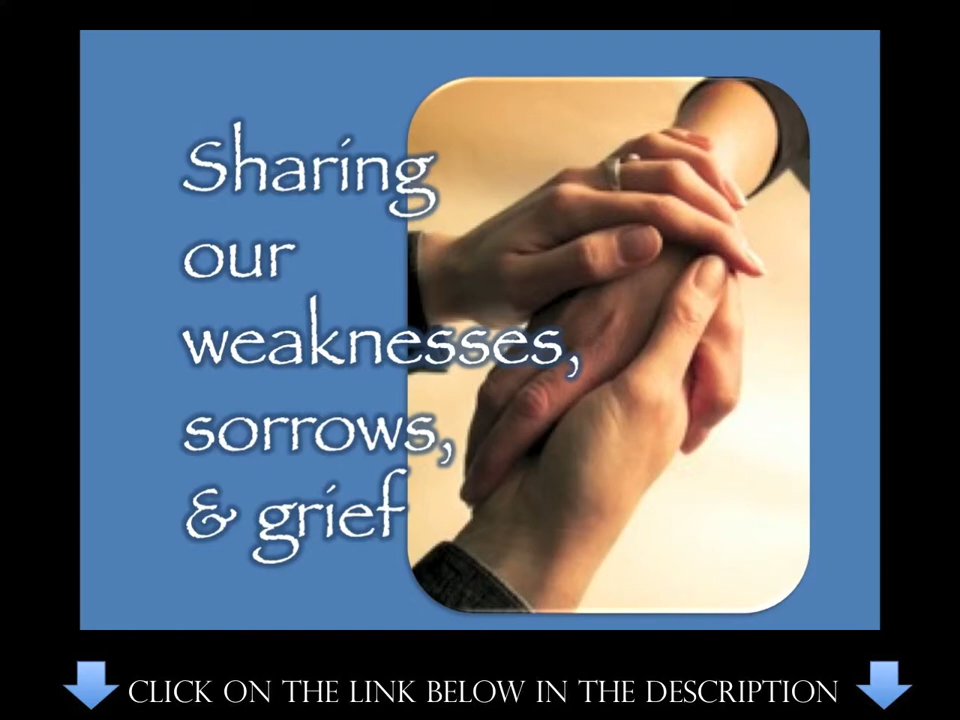 Sharing
our
weaknesses,
sorrows,
& grief
CLICK ON THE LINK BELOW IN THE DESCRIPTION